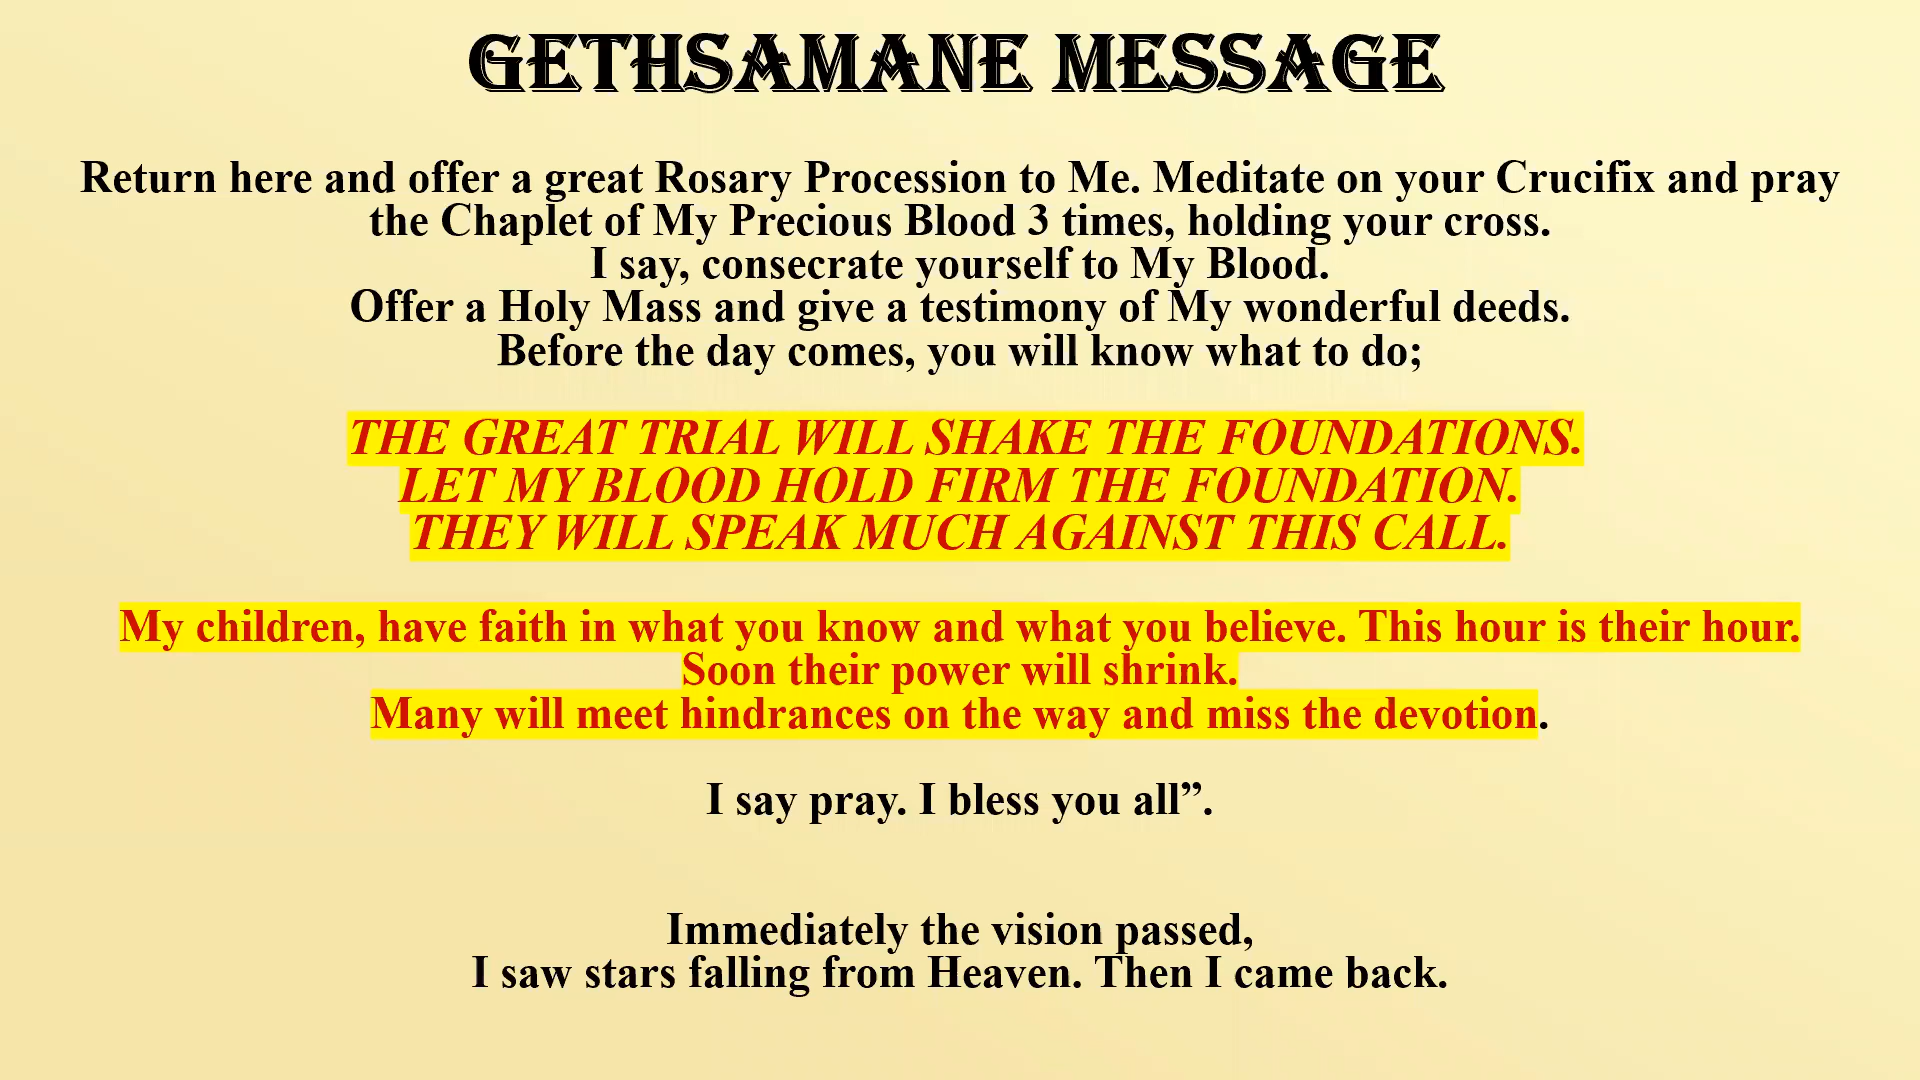 GETHSAMANE MESSAGE
Return here and offer a great Rosary Procession to Me. Meditate on your Crucifix and pray
the Chaplet of My Precious Blood 3 times, holding your cross.
I say, consecrate yourself to My Blood.
Offer a Holy Mass and give a testimony of My wonderful deeds.
Before the day comes, you will know what to do;
THE GREAT TRIAL WILL SHAKE THE FOUNDATIONS.
LET MY BLOOD HOLD FIRM THE FOUNDATION.
THEY WILL SPEAK MUCH AGAINST THIS CALL.
My children, have faith in what you know and what you believe. This hour is their hour.
Soon their power will shrink.
Many will meet hindrances on the way and miss the devotion.
I say pray. I bless you all”.
Immediately the vision passed,
I saw stars falling from Heaven. Then I came back.